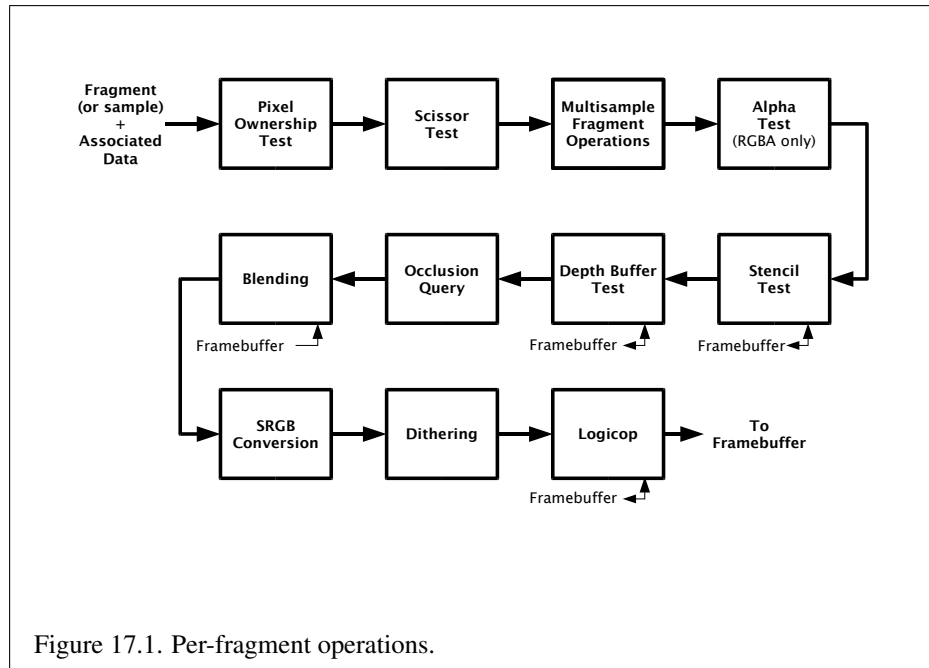 Fragment
(or sample)
+
Associated
Data
Pixel
Ownership
Test
Scissor
Test
Multisample
Fragment
Operations
Alpha
Test
(RGBA only)
Blending
Occlusion
Query
Depth Buffer
Test
Stencil
Test
Framebuffer
Framebuffer
Framebuffer
SRGB
Conversion
Dithering
Logicop
To
Framebuffer
Framebuffer
Figure 17.1. Per-fragment operations.